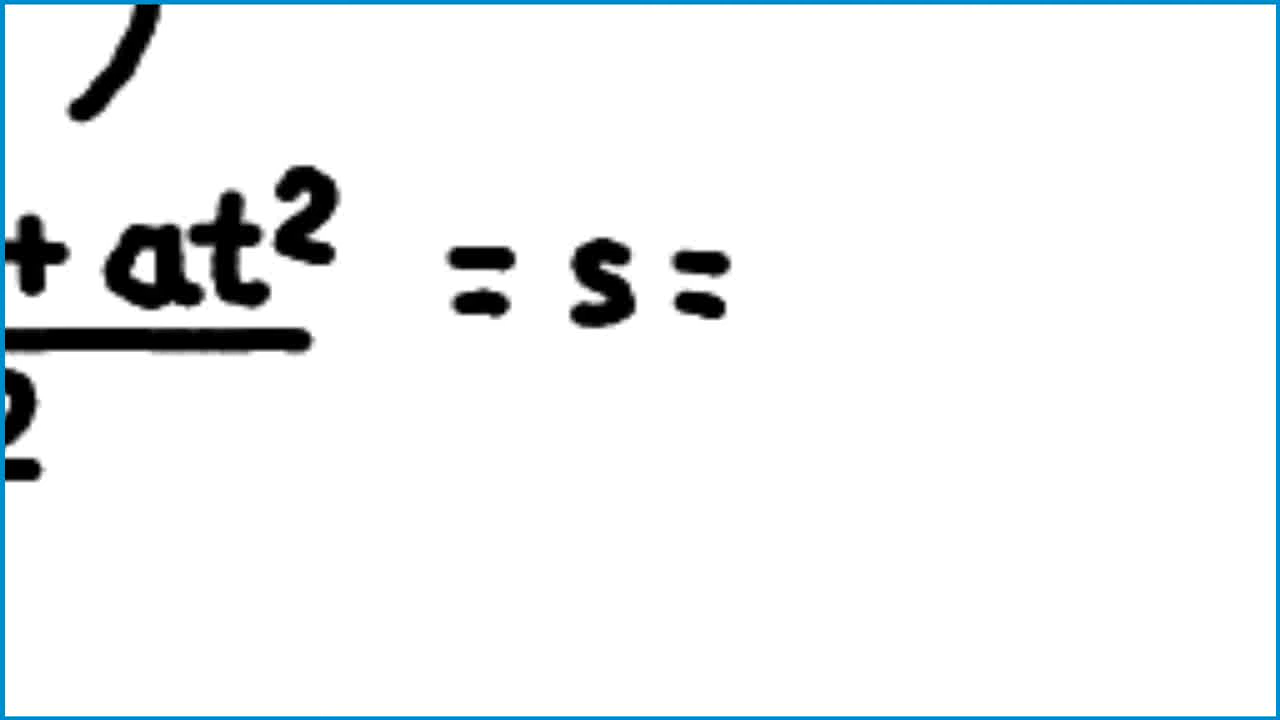 )
+ at² = s =
2